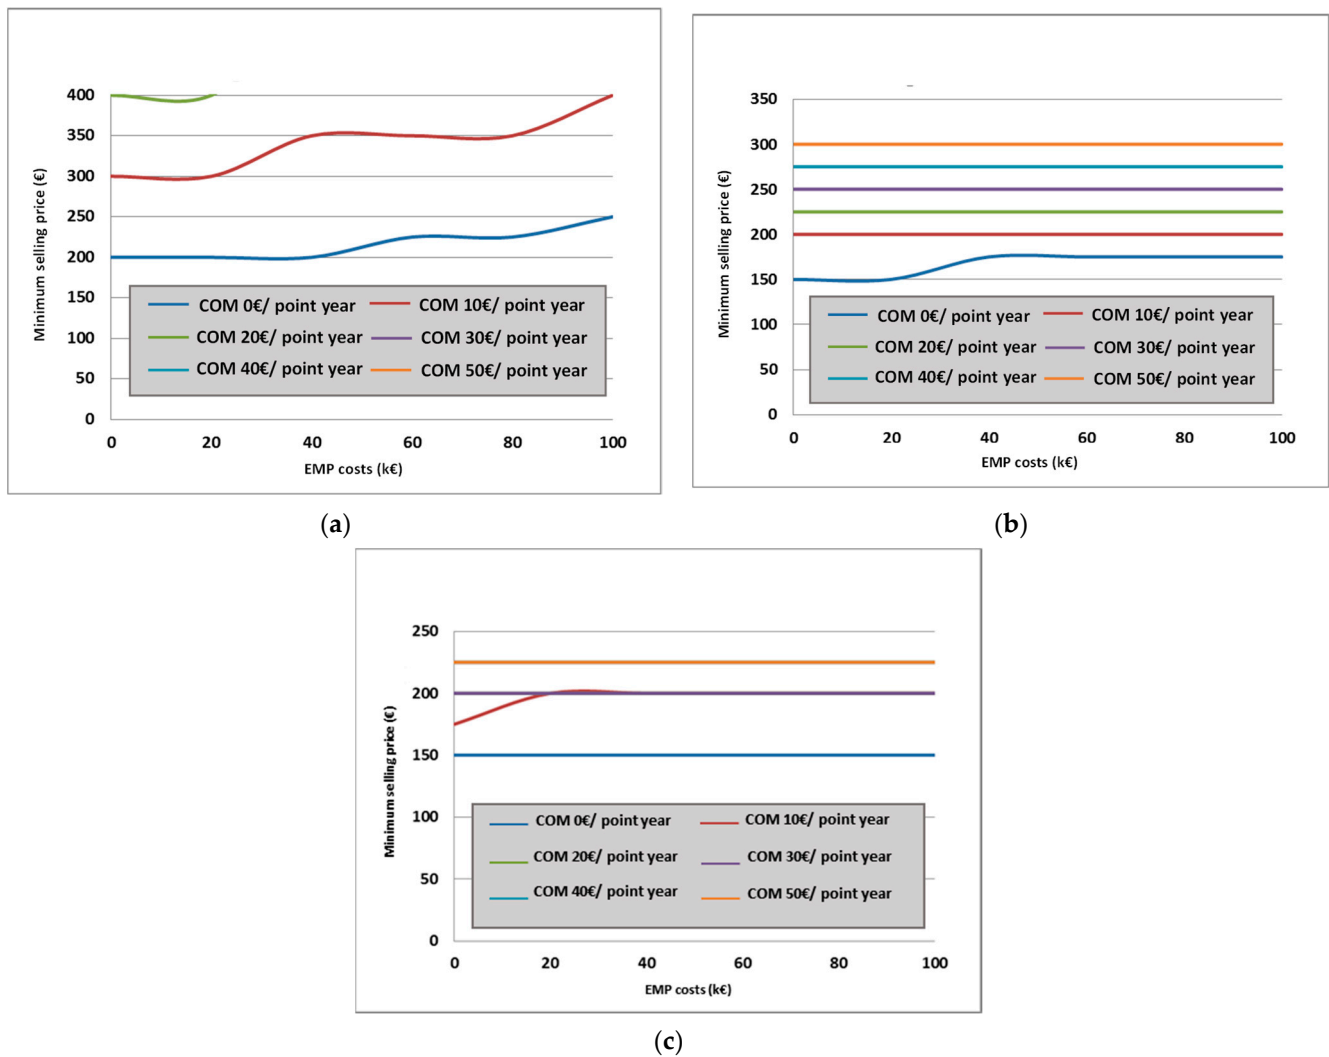 400
350
300
250
200
150
100
50
0
Minimum selling price (€)
COM 0€/ point year
COM 10€/ point year
COM 20€/ point year
COM 30€/ point year
COM 40€/ point year
COM 50€/ point year
0 20 40 60 80 100
EMP costs (k€)
(a)
350
300
250
200
150
100
50
0
Minimum selling price (€)
COM 0€/ point year
COM 10€/ point year
COM 20€/ point year
COM 30€/ point year
COM 40€/ point year
COM 50€/ point year
0 20 40 60 80 100
EMP costs (k€)
(b)
250
200
150
100
50
0
Minimum selling price (€)
COM 0€/ point year
COM 10€/ point year
COM 20€/ point year
COM 30€/ point year
COM 40€/ point year
COM 50€/ point year
0 20 40 60 80 100
EMP costs (k€)
(c)